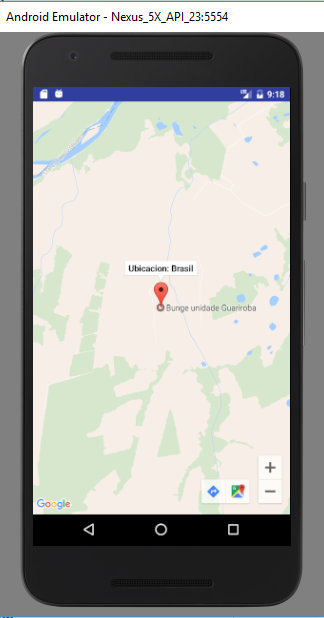 Android Emulator - Nexus_5X_API_23:5554
9:18
Ubicacion: Brasil
Bunge unidade Guariroba
+
−
Google